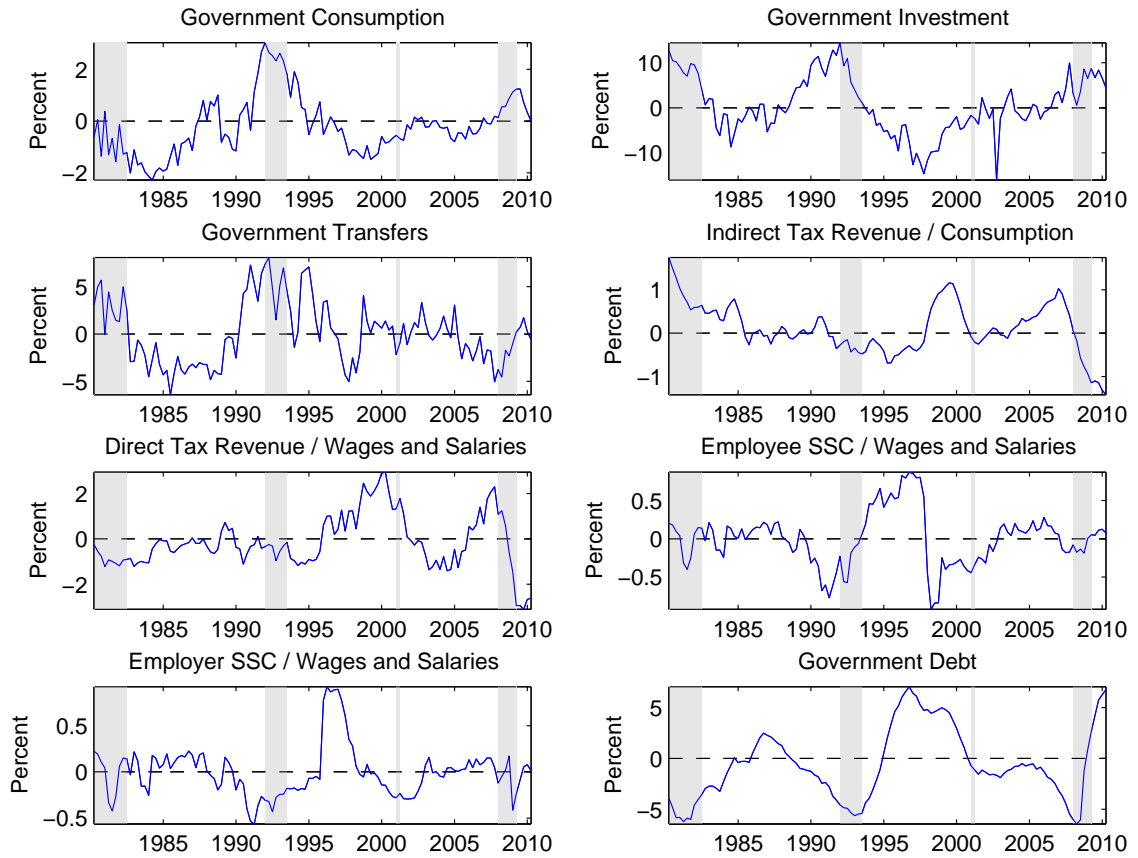 Government Consumption
Percent
2
0
−2
1985 1990 1995 2000 2005 2010
Government Investment
Percent
10
0
−10
1985 1990 1995 2000 2005 2010
Government Transfers
Percent
5
0
−5
1985 1990 1995 2000 2005 2010
Indirect Tax Revenue / Consumption
Percent
1
0
−1
1985 1990 1995 2000 2005 2010
Direct Tax Revenue / Wages and Salaries
Percent
2
0
−2
1985 1990 1995 2000 2005 2010
Employee SSC / Wages and Salaries
Percent
0.5
0
−0.5
1985 1990 1995 2000 2005 2010
Employer SSC / Wages and Salaries
Percent
0.5
0
−0.5
1985 1990 1995 2000 2005 2010
Government Debt
Percent
5
0
−5
1985 1990 1995 2000 2005 2010